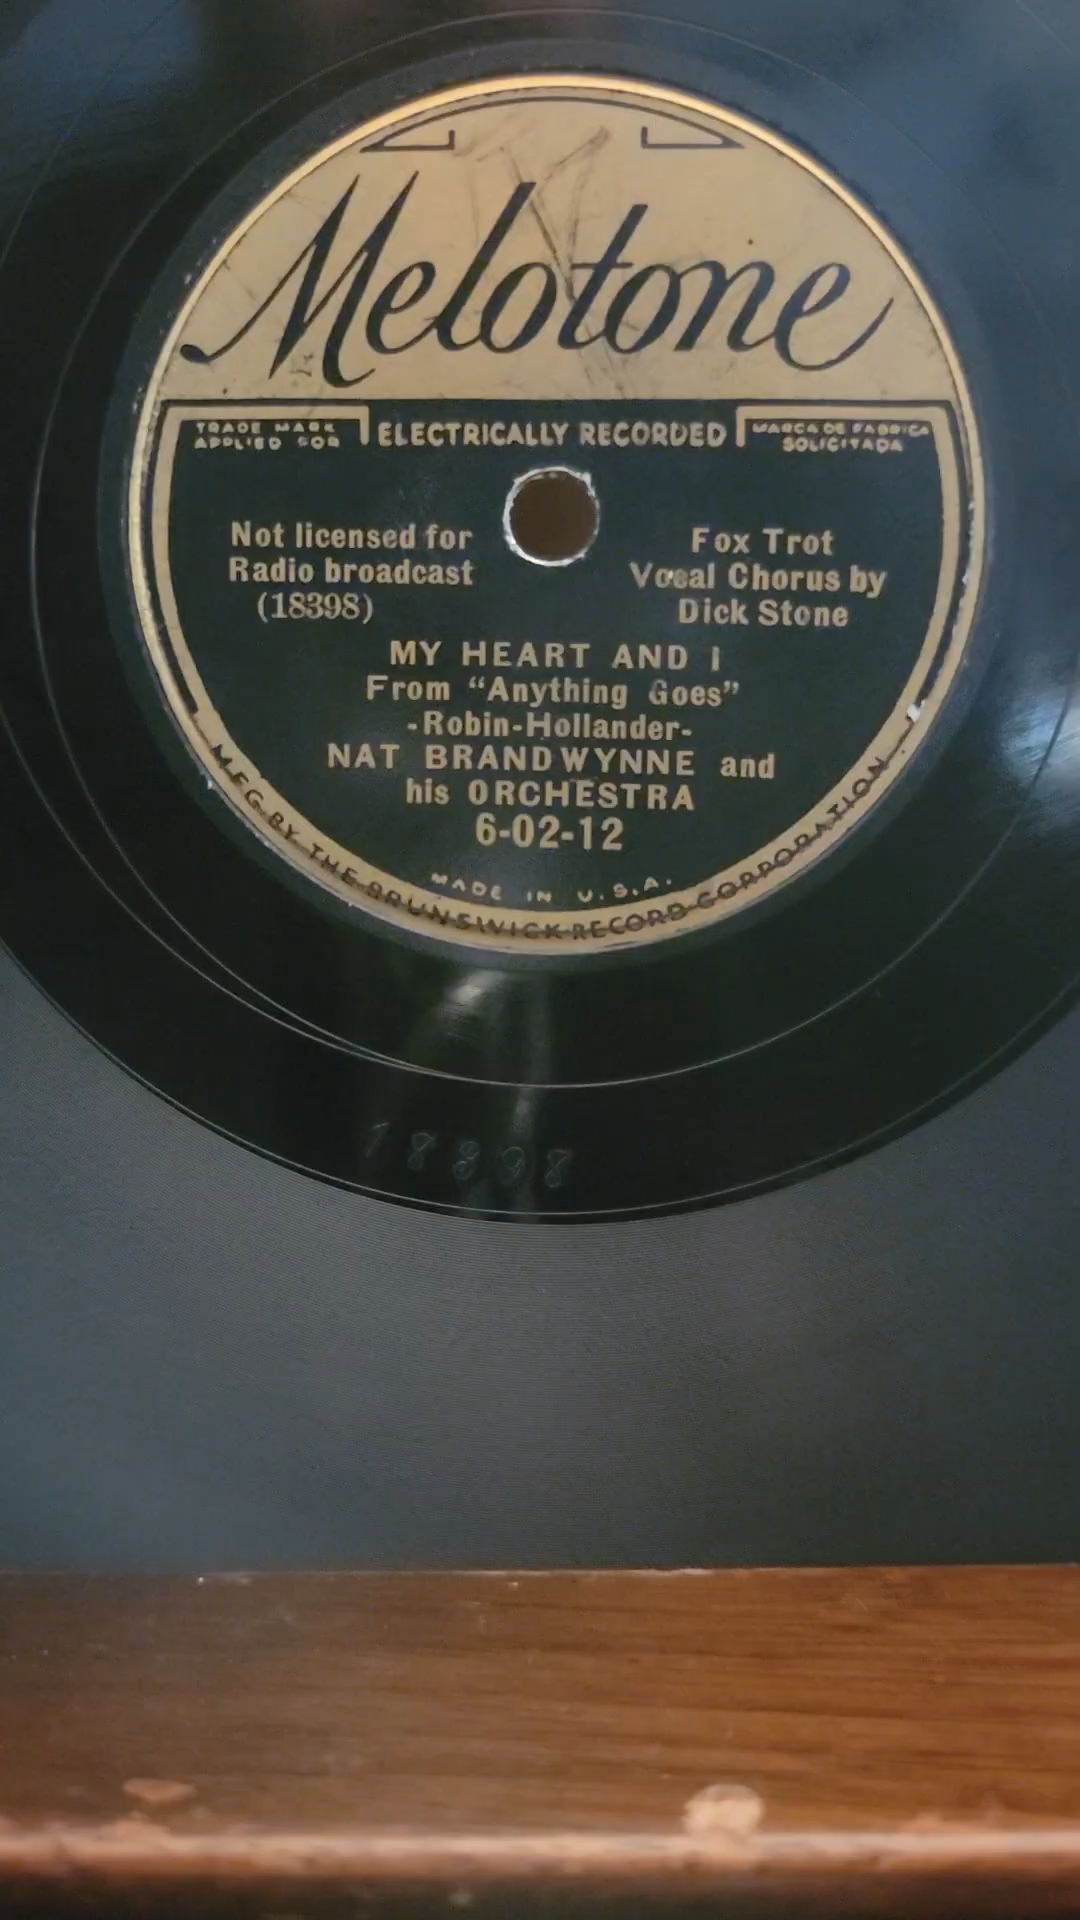 Melotone
TRADE MARK
APPLIED FOR
ELECTRICALLY RECORDED
MARCA DE FABRICA
SOLICITADA
Not licensed for
Radio broadcast
(18398)
Fox Trot
Vocal Chorus by
Dick Stone
MY HEART AND I
From “Anything Goes”
-Robin-Hollander-
NAT BRANDWYNNE and
his ORCHESTRA
6-02-12
MADE IN U.S.A.
MFG. BY THE BRUNSWICK RECORD CORPORATION
18398